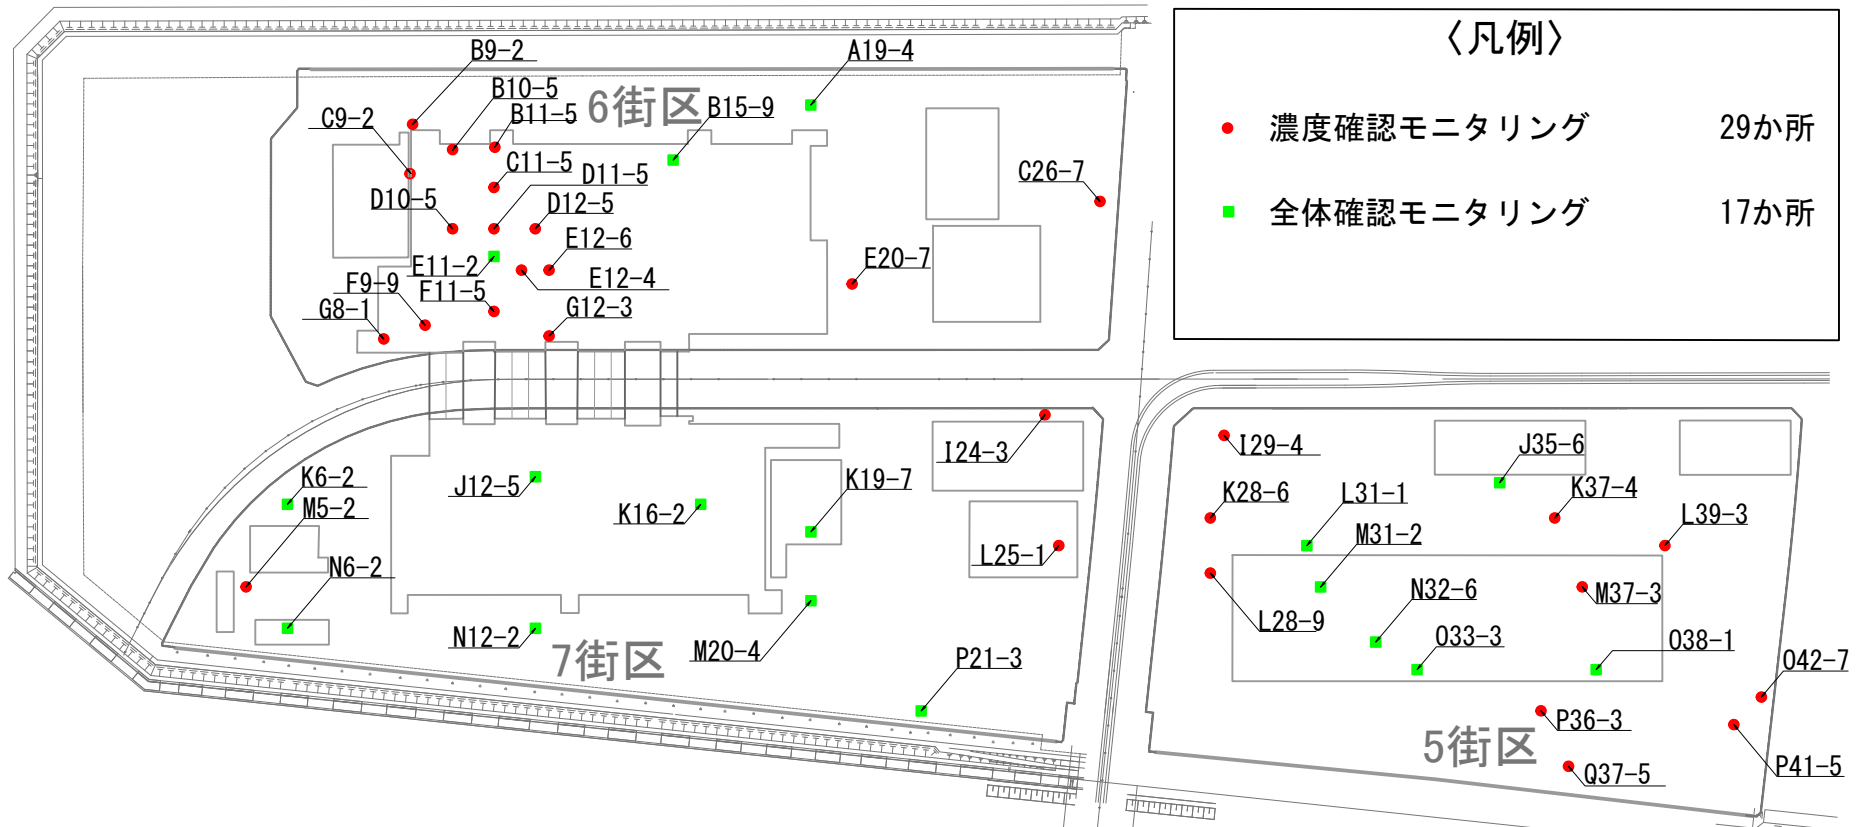 〈凡例〉
濃度確認モニタリング 29か所
全体確認モニタリング 17か所
6街区
B9-2
A19-4
B10-5
B15-9
B11-5
C9-2
C11-5
D11-5
C26-7
D10-5
D12-5
E12-6
E11-2
E20-7
E12-4
F9-9
F11-5
G8-1
G12-3
7街区
I24-3
K6-2
J12-5
K19-7
M5-2
K16-2
L25-1
N6-2
N12-2
M20-4
P21-3
5街区
I29-4
J35-6
K28-6
L31-1
K37-4
L39-3
M31-2
N32-6
M37-3
L28-9
O33-3
O38-1
O42-7
P36-3
Q37-5
P41-5